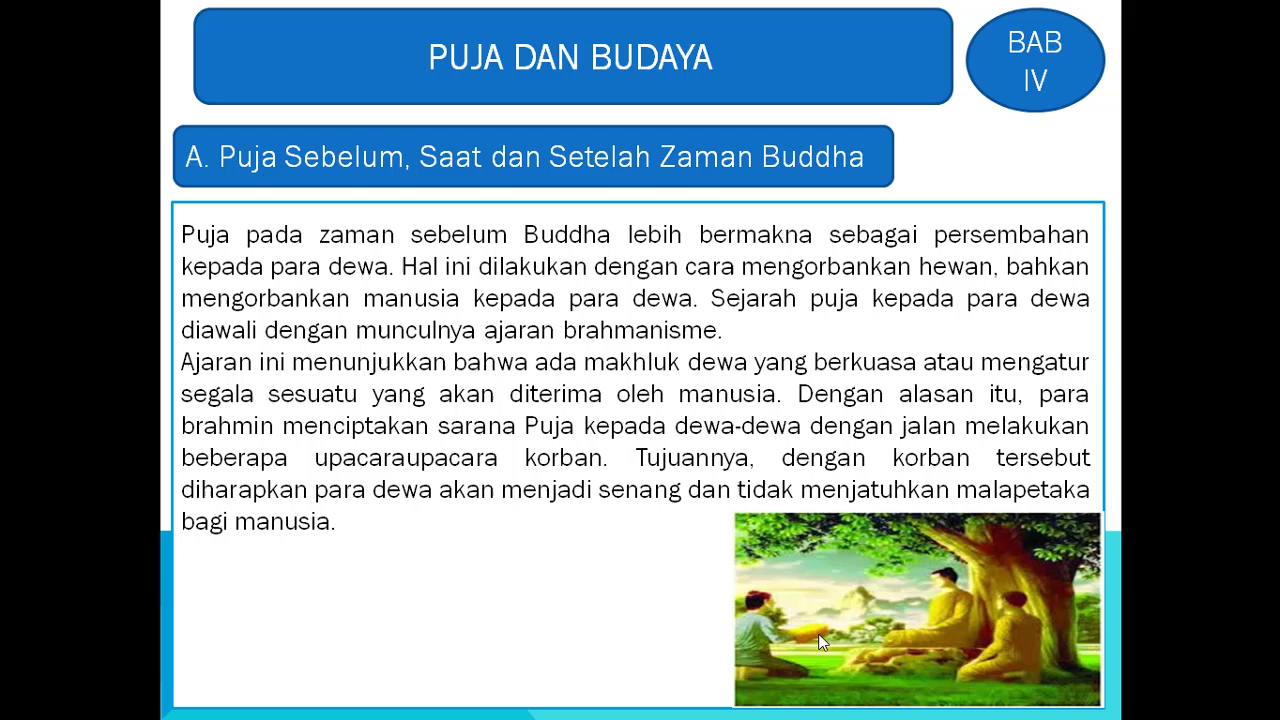 PUJA DAN BUDAYA
BAB
IV
A. Puja Sebelum, Saat dan Setelah Zaman Buddha
Puja pada zaman sebelum Buddha lebih bermakna sebagai persembahan
kepada para dewa. Hal ini dilakukan dengan cara mengorbankan hewan, bahkan
mengorbankan manusia kepada para dewa. Sejarah puja kepada para dewa
diawali dengan munculnya ajaran brahmanisme.
Ajaran ini menunjukkan bahwa ada makhluk dewa yang berkuasa atau mengatur
segala sesuatu yang akan diterima oleh manusia. Dengan alasan itu, para
brahmin menciptakan sarana Puja kepada dewa-dewa dengan jalan melakukan
beberapa upacaraupacara korban. Tujuannya, dengan korban tersebut
diharapkan para dewa akan menjadi senang dan tidak menjatuhkan malapetaka
bagi manusia.